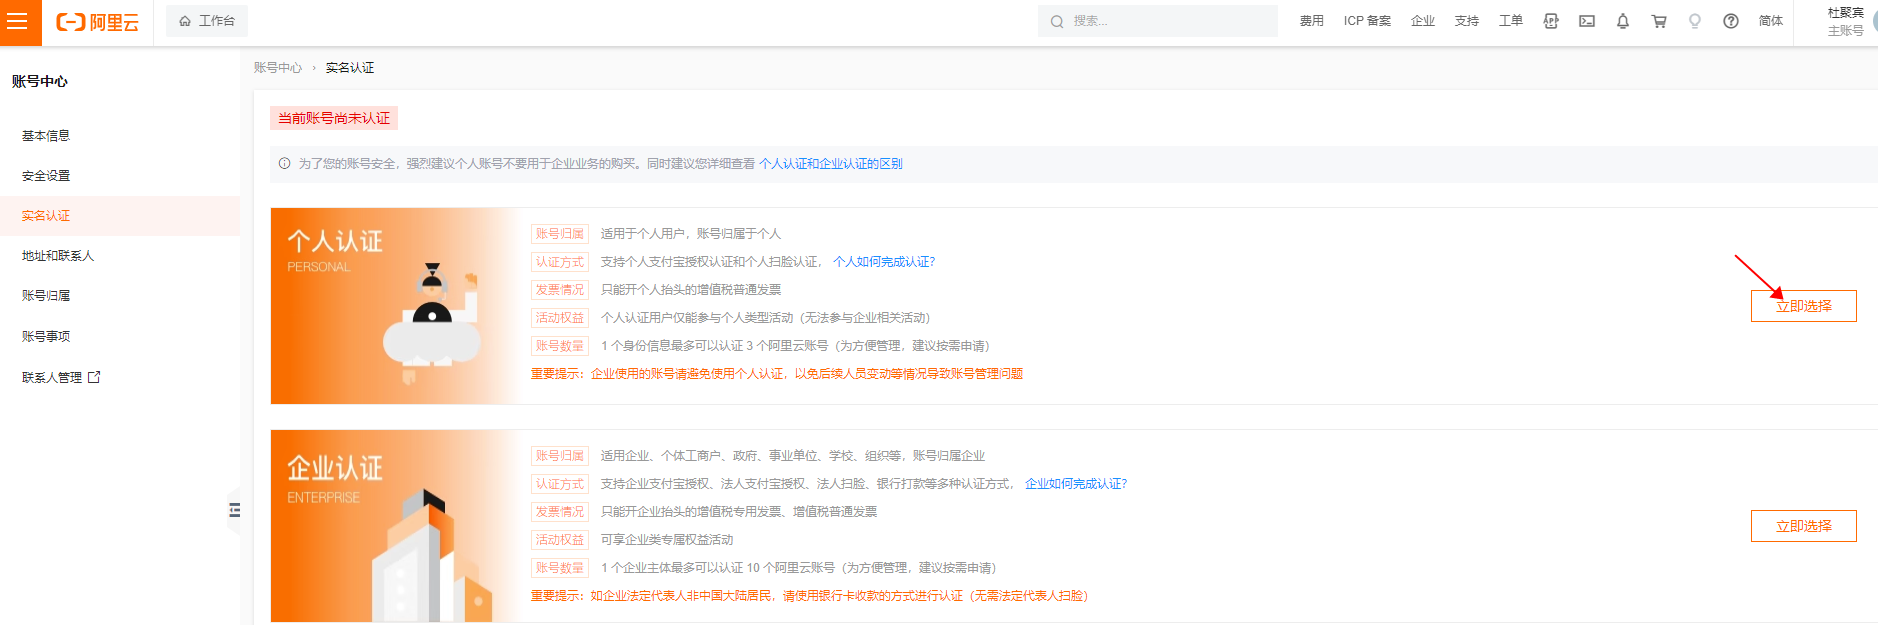 阿里云
工作台
搜索...
费用
ICP 备案
企业
支持
工单
简体
杜聚宾
主账号
账号中心
基本信息
安全设置
实名认证
地址和联系人
账号归属
账号事项
联系人管理
账号中心 › 实名认证
当前账号尚未认证
为了您的账号安全，强烈建议个人账号不要用于企业业务的购买。同时建议您详细查看 个人认证和企业认证的区别
个人认证
PERSONAL
账号归属 适用于个人用户，账号归属于个人
认证方式 支持个人支付宝授权认证和个人扫脸认证， 个人如何完成认证?
发票情况 只能开个人抬头的增值税普通发票
活动权益 个人认证用户仅能参与个人类型活动（无法参与企业相关活动）
账号数量 1 个身份信息最多可以认证 3 个阿里云账号（为方便管理，建议按需申请）
重要提示：企业使用的账号请避免使用个人认证，以免后续人员变动等情况导致账号管理问题
立即选择
企业认证
ENTERPRISE
账号归属 适用企业、个体工商户、政府、事业单位、学校、组织等，账号归属企业
认证方式 支持企业支付宝授权、法人支付宝授权、法人扫脸、银行打款等多种认证方式， 企业如何完成认证?
发票情况 只能开企业抬头的增值税专用发票、增值税普通发票
活动权益 可享企业类专属权益活动
账号数量 1 个企业主体最多可以认证 10 个阿里云账号（为方便管理，建议按需申请）
重要提示：如企业法定代表人非中国大陆居民，请使用银行卡收款的方式进行认证（无需法定代表人扫脸）
立即选择